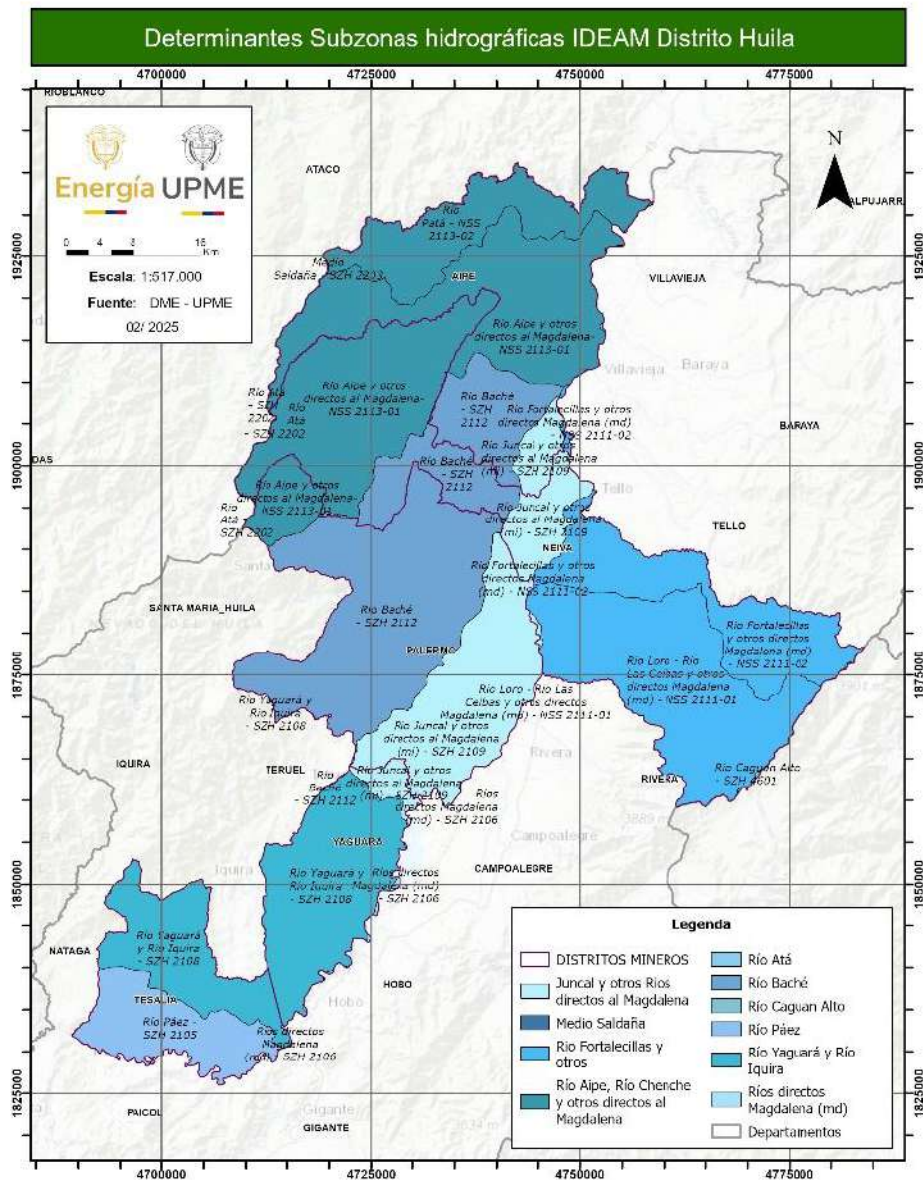 Determinantes Subzonas hidrográficas IDEAM Distrito Huila
4700000 4725000 4750000 4775000
RIOBLANCO
Energía UPME
0 4 8 16
Km
Escala: 1:517.000
Fuente: DME - UPME
02/ 2025
N
ATACO
ALPUJARR
1925000
1925000
Río
Patá - NSS
2113-02
Medio
Saldaña - SZH 2203
AIPE
VILLAVIEJA
Río Aipe y otros
directos al Magdalena-
NSS 2113-01
Villavieja
Baraya
Río Atá
- SZH
2202
Río
Atá
- SZH 2202
Río Aipe y otros
directos al Magdalena-
NSS 2113-01
Río Baché
- SZH
2112
Río Fortalecillas y otros
directos Magdalena (md)
- NSS 2111-02
BARAYA
Río Juncal y otros
directos al Magdalena
(mi) - SZH 2109
DAS
1900000
1900000
Río Baché
- SZH
2112
Río Aipe y otros
directos al Magdalena-
NSS 2113-01
Tello
Río
Atá
SZH 2202
Río Juncal y otros
directos al Magdalena
(mi) - SZH 2109
TELLO
NEIVA
Santa
Río Fortalecillas y otros
directos Magdalena
(md) - NSS 2111-02
SANTA MARIA_HUILA
Río Baché
- SZH 2112
PALERMO
Río Fortalecillas
y otros directos
Magdalena (md)
- NSS 2111-02
1875000
1875000
Río Loro - Río
Las Ceibas y otros
directos Magdalena
(md) - NSS 2111-01
Río Yaguará y
Río Iquira
- SZH 2108
Río Loro - Río Las
Ceibas y otros directos
Magdalena (md) - NSS 2111-01
Río Juncal y otros
directos al Magdalena
(mi) - SZH 2109
Rivera
IQUIRA
TERUEL
RIVERA
Río Caguán Alto
- SZH 4601
Río
Baché
- SZH 2112
Río Juncal y otros
directos al Magdalena
(mi) - SZH 2109
Ríos
directos Magdalena
(md) - SZH 2106
YAGUARA
Campoalegre
CAMPOALEGRE
1850000
1850000
Iquira
Río Yaguará y
Río Iquira
- SZH 2108
Ríos directos
Magdalena (md)
- SZH 2106
NATAGA
Río Yaguará
y Río Iquira
- SZH 2108
HOBO
Hobo
TESALIA
Río Páez -
SZH 2105
Ríos directos
Magdalena
(md) - SZH 2106
1825000
1825000
PAICOL
Gigante
GIGANTE
Legenda
DISTRITOS MINEROS
Juncal y otros Rios
directos al Magdalena
Medio Saldaña
Rio Fortalecillas y
otros
Río Aipe, Río Chenche
y otros directos al
Magdalena
Río Atá
Río Baché
Río Caguan Alto
Río Páez
Río Yaguará y Río
Iquira
Ríos directos
Magdalena (md)
Departamentos
4700000 4725000 4750000 4775000